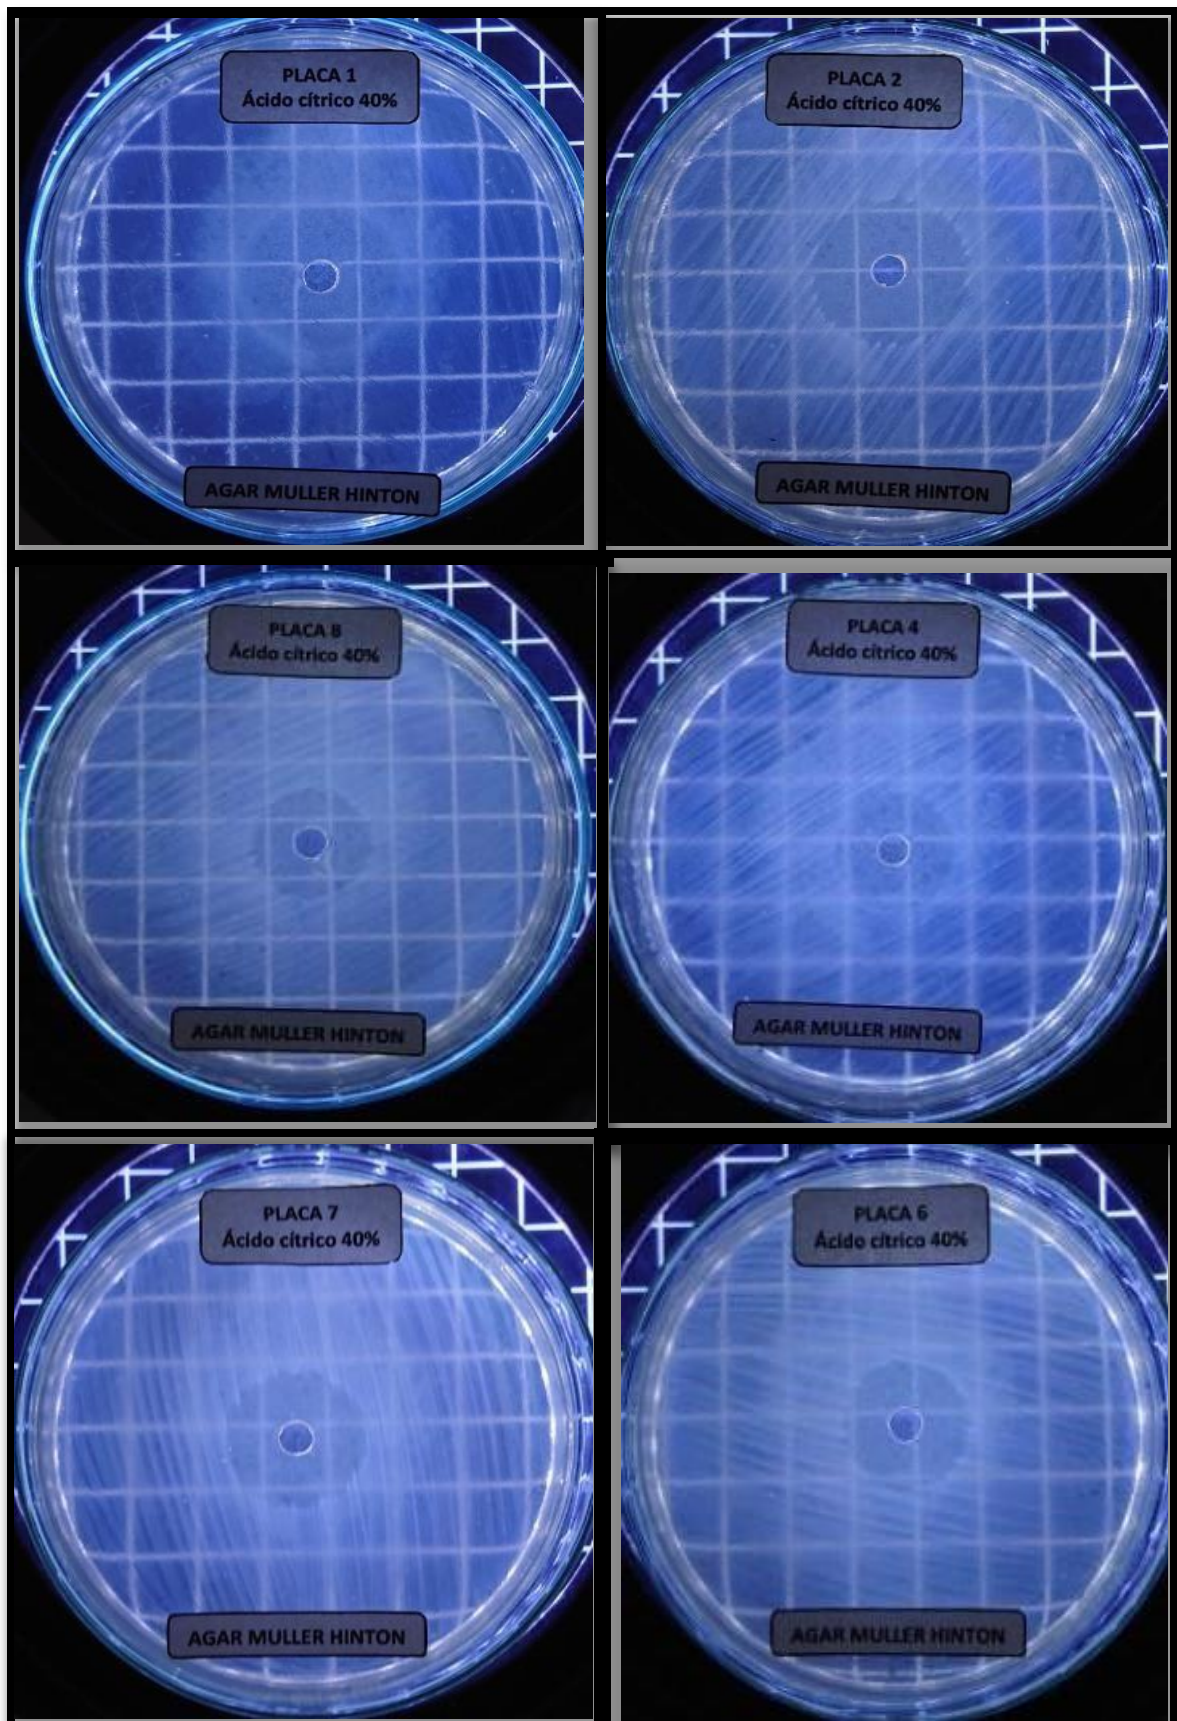 PLACA 1
Ácido cítrico 40%
AGAR MULLER HINTON
PLACA 2
Ácido cítrico 40%
AGAR MULLER HINTON
PLACA 8
Ácido cítrico 40%
AGAR MULLER HINTON
PLACA 4
Ácido cítrico 40%
AGAR MULLER HINTON
PLACA 7
Ácido cítrico 40%
AGAR MULLER HINTON
PLACA 6
Ácido cítrico 40%
AGAR MULLER HINTON